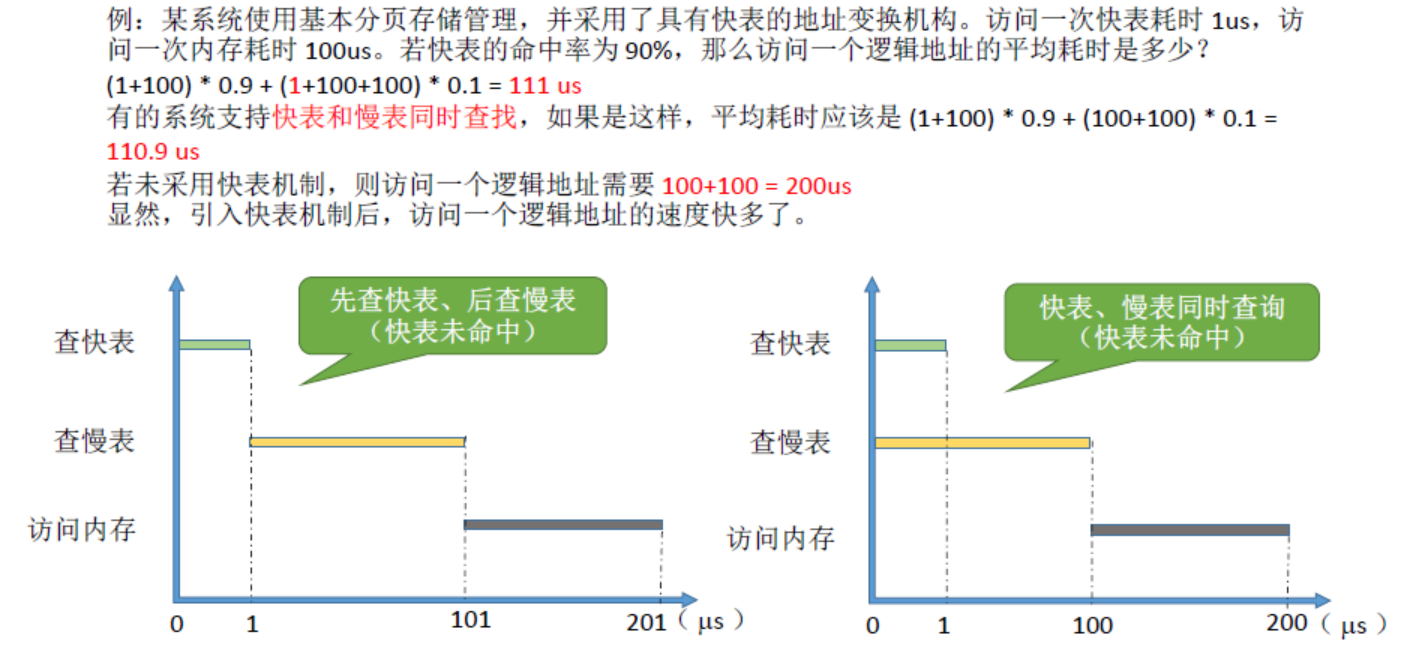 例：某系统使用基本分页存储管理，并采用了具有快表的地址变换机构。访问一次快表耗时 1us，访
问一次内存耗时 100us。若快表的命中率为 90%，那么访问一个逻辑地址的平均耗时是多少？
(1+100) * 0.9 + (1+100+100) * 0.1 = 111 us
有的系统支持快表和慢表同时查找，如果是这样，平均耗时应该是 (1+100) * 0.9 + (100+100) * 0.1 =
110.9 us
若未采用快表机制，则访问一个逻辑地址需要 100+100 = 200us
显然，引入快表机制后，访问一个逻辑地址的速度快多了。
先查快表、后查慢表
（快表未命中）
查快表
查慢表
访问内存
0 1 101 201（μs）
快表、慢表同时查询
（快表未命中）
查快表
查慢表
访问内存
0 1 100 200（μs）